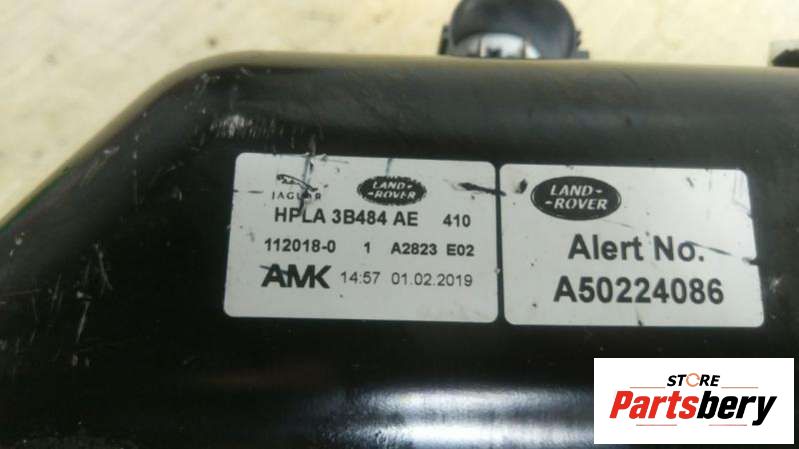 JAGUAR
LAND-
-ROVER
HPLA 3B484 AE 410
112018-0 1 A2823 E02
AMK 14:57 01.02.2019
LAND-
-ROVER
Alert No.
A50224086
STORE
Partsbery